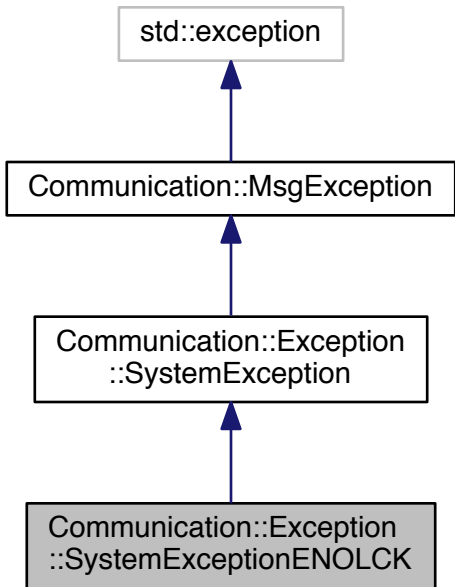 std::exception
Communication::MsgException
Communication::Exception
::SystemException
Communication::Exception
::SystemExceptionENOLCK